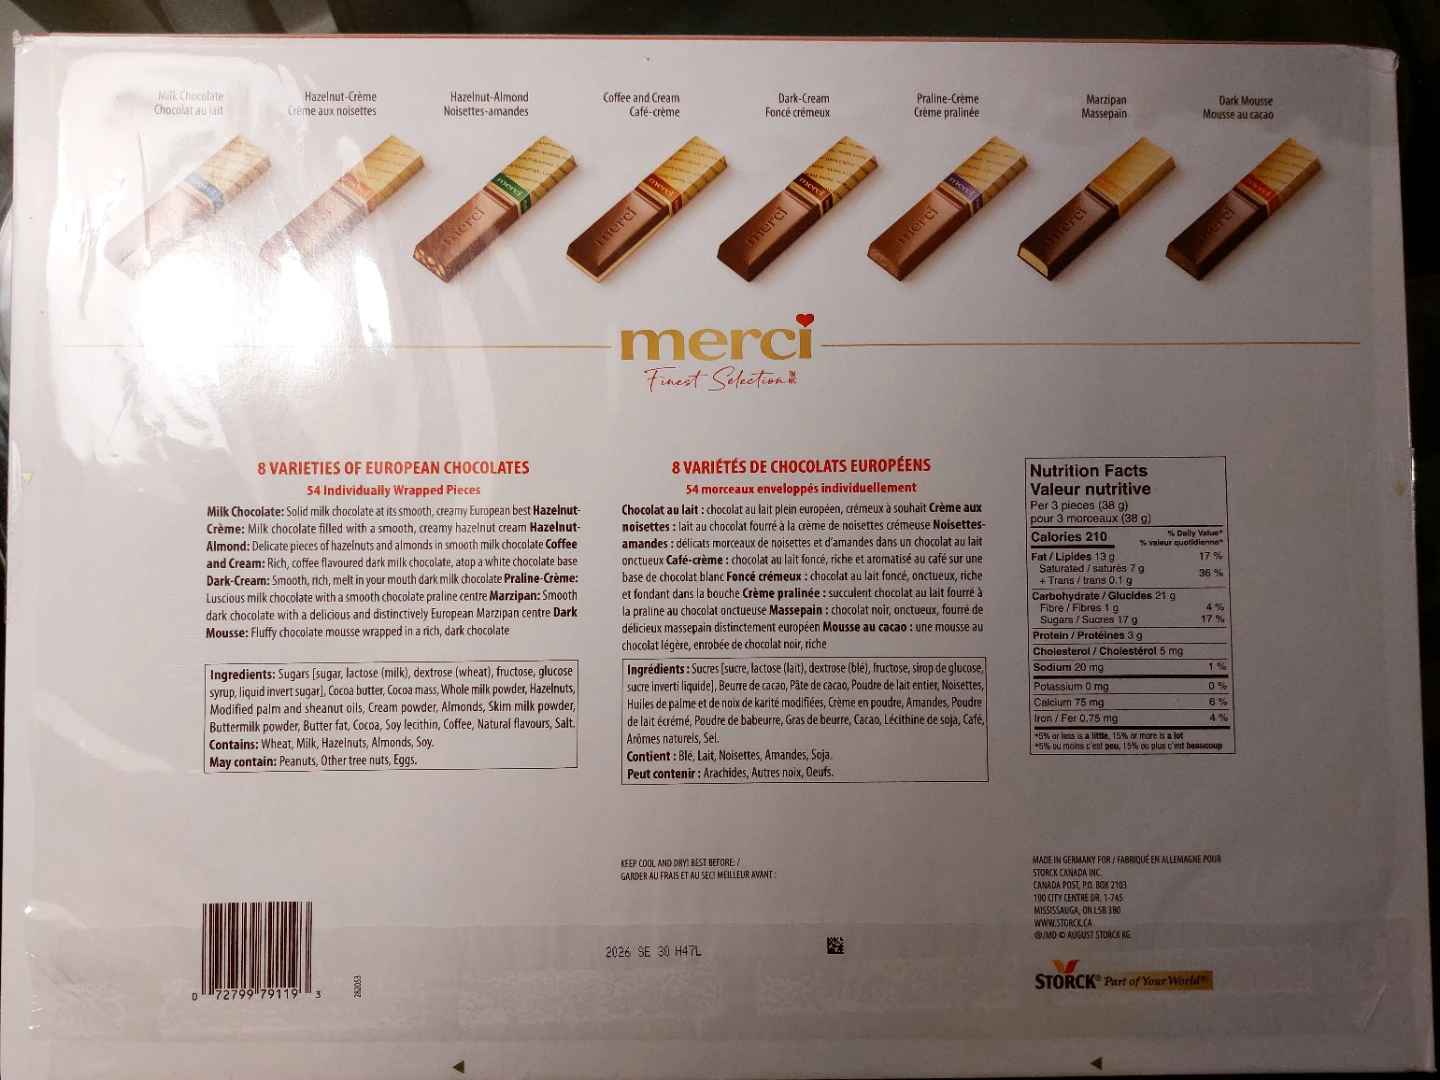 Milk Chocolate
Chocolat au lait
Hazelnut-Crème
Crème aux noisettes
Hazelnut-Almond
Noisettes-amandes
Coffee and Cream
Café-crème
Dark-Cream
Foncé crémeux
Praline-Crème
Crème pralinée
Marzipan
Massepain
Dark Mousse
Mousse au cacao
merci
Finest Selection
8 VARIETIES OF EUROPEAN CHOCOLATES
54 Individually Wrapped Pieces
Milk Chocolate: Solid milk chocolate at its smooth, creamy European best Hazelnut-
Crème: Milk chocolate filled with a smooth, creamy hazelnut cream Hazelnut-
Almond: Delicate pieces of hazelnuts and almonds in smooth milk chocolate Coffee
and Cream: Rich, coffee flavoured dark milk chocolate, atop a white chocolate base
Dark-Cream: Smooth, rich, melt in your mouth dark milk chocolate Praline-Crème:
Luscious milk chocolate with a smooth chocolate praline centre Marzipan: Smooth
dark chocolate with a delicious and distinctively European Marzipan centre Dark
Mousse: Fluffy chocolate mousse wrapped in a rich, dark chocolate
Ingredients: Sugars [sugar, lactose (milk), dextrose (wheat), fructose, glucose
syrup, liquid invert sugar], Cocoa butter, Cocoa mass, Whole milk powder, Hazelnuts,
Modified palm and sheanut oils, Cream powder, Almonds, Skim milk powder,
Buttermilk powder, Butter fat, Cocoa, Soy lecithin, Coffee, Natural flavours, Salt.
Contains: Wheat, Milk, Hazelnuts, Almonds, Soy.
May contain: Peanuts, Other tree nuts, Eggs.
8 VARIÉTÉS DE CHOCOLATS EUROPÉENS
54 morceaux enveloppés individuellement
Chocolat au lait : chocolat au lait plein européen, crémeux à souhait Crème aux
noisettes : lait au chocolat fourré à la crème de noisettes crémeuse Noisettes-
amandes : délicats morceaux de noisettes et d'amandes dans un chocolat au lait
onctueux Café-crème : chocolat au lait foncé, riche et aromatisé au café sur une
base de chocolat blanc Foncé crémeux : chocolat au lait foncé, onctueux, riche
et fondant dans la bouche Crème pralinée : succulent chocolat au lait fourré à
la praline au chocolat onctueuse Massepain : chocolat noir, onctueux, fourré de
délicieux massepain distinctement européen Mousse au cacao : une mousse au
chocolat légère, enrobée de chocolat noir, riche
Ingrédients : Sucres [sucre, lactose (lait), dextrose (blé), fructose, sirop de glucose,
sucre inverti liquide], Beurre de cacao, Pâte de cacao, Poudre de lait entier, Noisettes,
Huiles de palme et de noix de karité modifiées, Crème en poudre, Amandes, Poudre
de lait écrémé, Poudre de babeurre, Gras de beurre, Cacao, Lécithine de soja, Café,
Arômes naturels, Sel.
Contient : Blé, Lait, Noisettes, Amandes, Soja.
Peut contenir : Arachides, Autres noix, Oeufs.
Nutrition Facts
Valeur nutritive
Per 3 pieces (38 g)
pour 3 morceaux (38 g)
Calories 210
% Daily Value*
% valeur quotidienne*
Fat / Lipides 13 g 17 %
Saturated / saturés 7 g
+ Trans / trans 0.1 g 36 %
Carbohydrate / Glucides 21 g
Fibre / Fibres 1 g 4 %
Sugars / Sucres 17 g 17 %
Protein / Protéines 3 g
Cholesterol / Cholestérol 5 mg
Sodium 20 mg 1 %
Potassium 0 mg 0 %
Calcium 75 mg 6 %
Iron / Fer 0.75 mg 4 %
*5% or less is a little, 15% or more is a lot
*5% ou moins c'est peu, 15% ou plus c'est beaucoup
KEEP COOL AND DRY! BEST BEFORE: /
GARDER AU FRAIS ET AU SEC! MEILLEUR AVANT :
2026 SE 30 H47L
MADE IN GERMANY FOR / FABRIQUÉ EN ALLEMAGNE POUR
STORCK CANADA INC.
CANADA POST, P.O. BOX 2103
100 CITY CENTRE DR. 1-745
MISSISSAUGA, ON L5B 3B0
WWW.STORCK.CA
®/MD © AUGUST STORCK KG
STORCK® Part of Your World®
0 72799 79119 3
282053